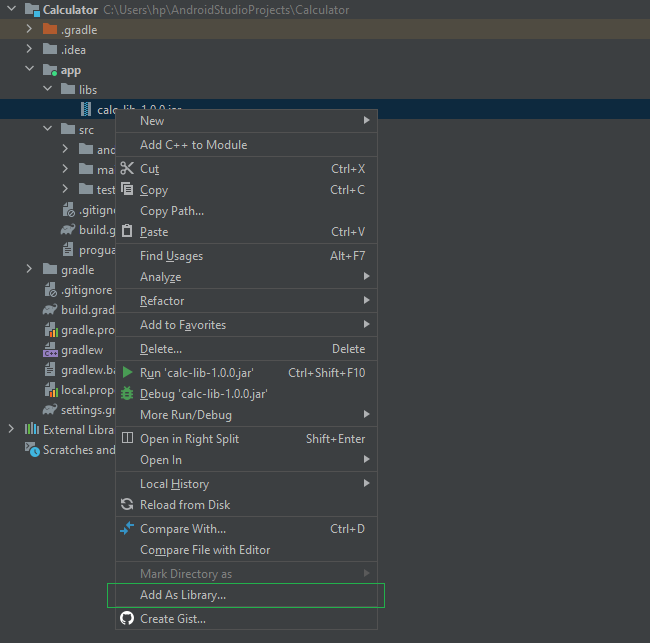 Calculator C:\Users\hp\AndroidStudioProjects\Calculator
.gradle
.idea
app
libs
calc-lib-1.0.0.jar
src
and
ma
test
.gitign
build.g
progua
gradle
.gitignore
build.grad
gradle.pro
gradlew
gradlew.ba
local.prop
settings.gr
External Libra
Scratches and
New
Add C++ to Module
Cut Ctrl+X
Copy Ctrl+C
Copy Path...
Paste Ctrl+V
Find Usages Alt+F7
Analyze
Refactor
Add to Favorites
Delete... Delete
Run 'calc-lib-1.0.0.jar' Ctrl+Shift+F10
Debug 'calc-lib-1.0.0.jar'
More Run/Debug
Open in Right Split Shift+Enter
Open In
Local History
Reload from Disk
Compare With... Ctrl+D
Compare File with Editor
Mark Directory as
Add As Library...
Create Gist...